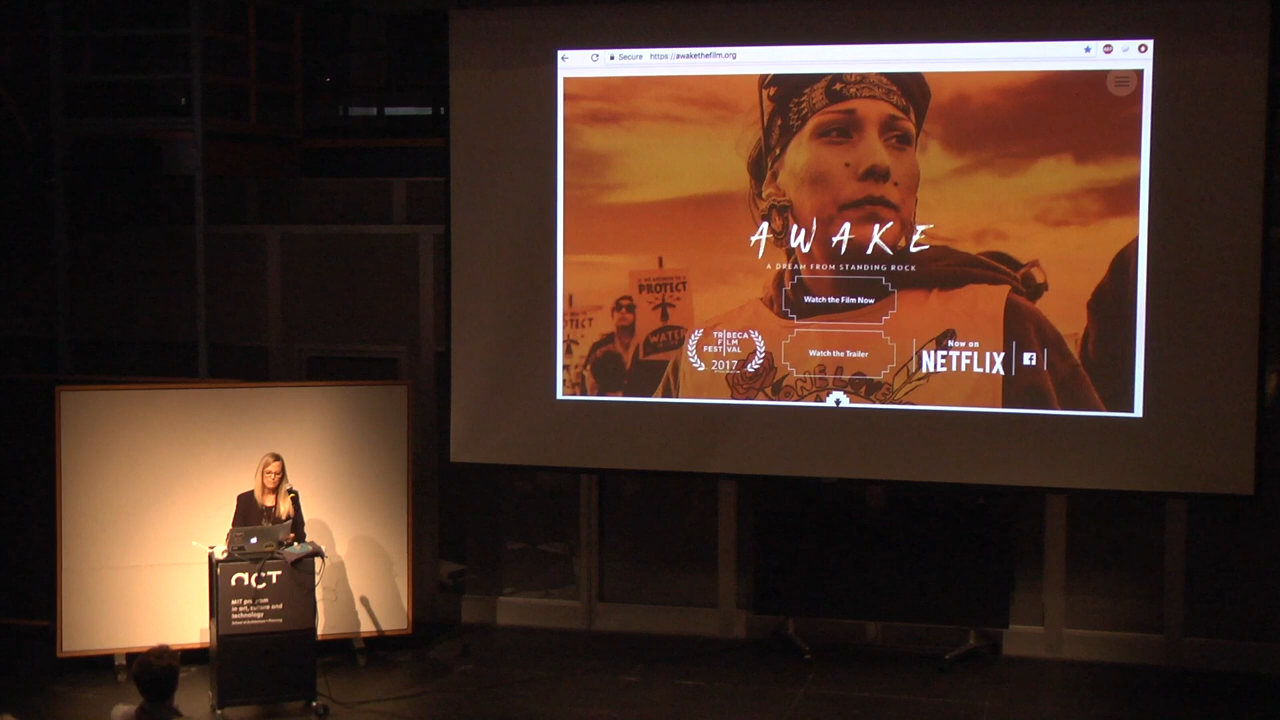 Secure https://awakethefilm.org
AWAKE
A DREAM FROM STANDING ROCK
Watch the Film Now
PROTECT
WATER
TRIBECA
FILM
FESTIVAL
2017
Watch the Trailer
Now on
NETFLIX
act
MIT program
in art, culture and
technology